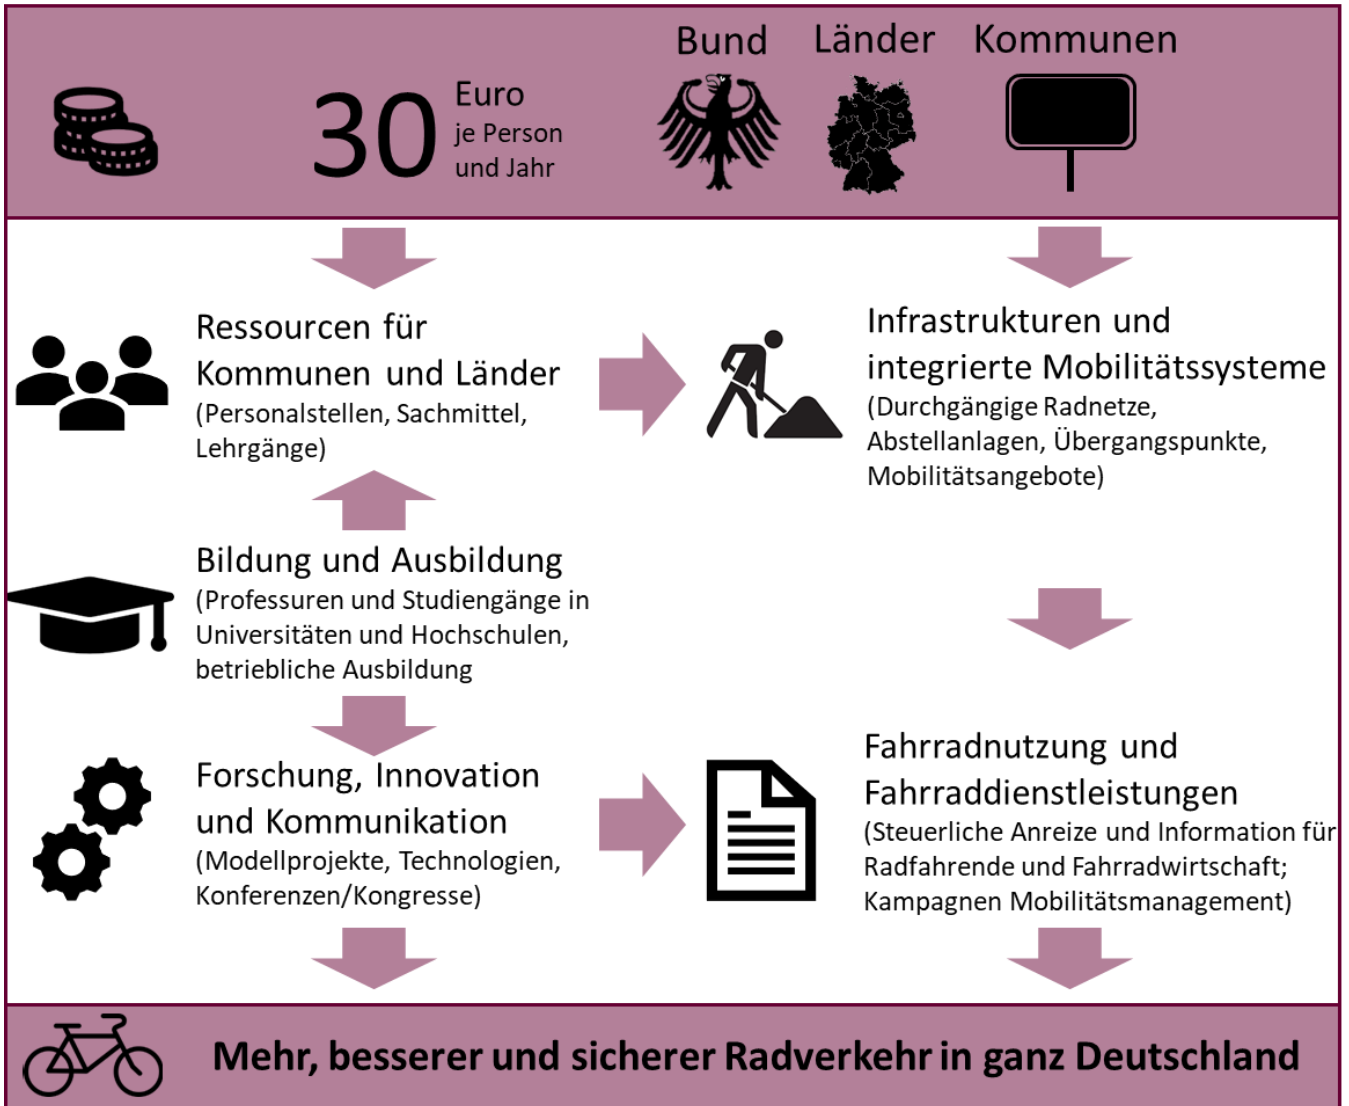 Bund Länder Kommunen
30 Euro
je Person
und Jahr
Ressourcen für
Kommunen und Länder
(Personalstellen, Sachmittel,
Lehrgänge)
Infrastrukturen und
integrierte Mobilitätssysteme
(Durchgängige Radnetze,
Abstellanlagen, Übergangspunkte,
Mobilitätsangebote)
Bildung und Ausbildung
(Professuren und Studiengänge in
Universitäten und Hochschulen,
betriebliche Ausbildung
Forschung, Innovation
und Kommunikation
(Modellprojekte, Technologien,
Konferenzen/Kongresse)
Fahrradnutzung und
Fahrraddienstleistungen
(Steuerliche Anreize und Information für
Radfahrende und Fahrradwirtschaft;
Kampagnen Mobilitätsmanagement)
Mehr, besserer und sicherer Radverkehr in ganz Deutschland